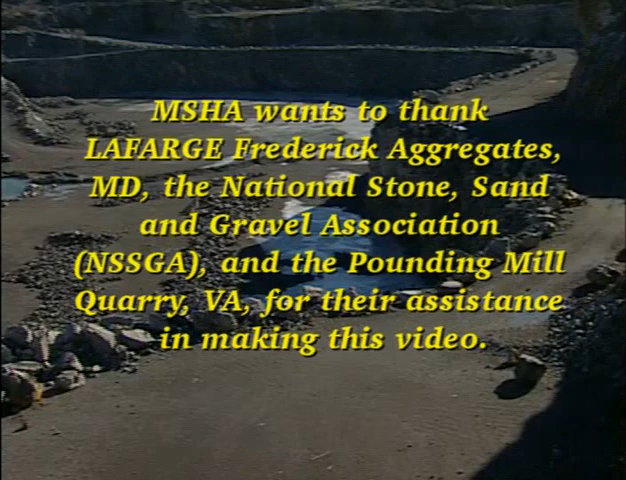 MSHA wants to thank
LAFARGE Frederick Aggregates,
MD, the National Stone, Sand
and Gravel Association
(NSSGA), and the Pounding Mill
Quarry, VA, for their assistance
in making this video.